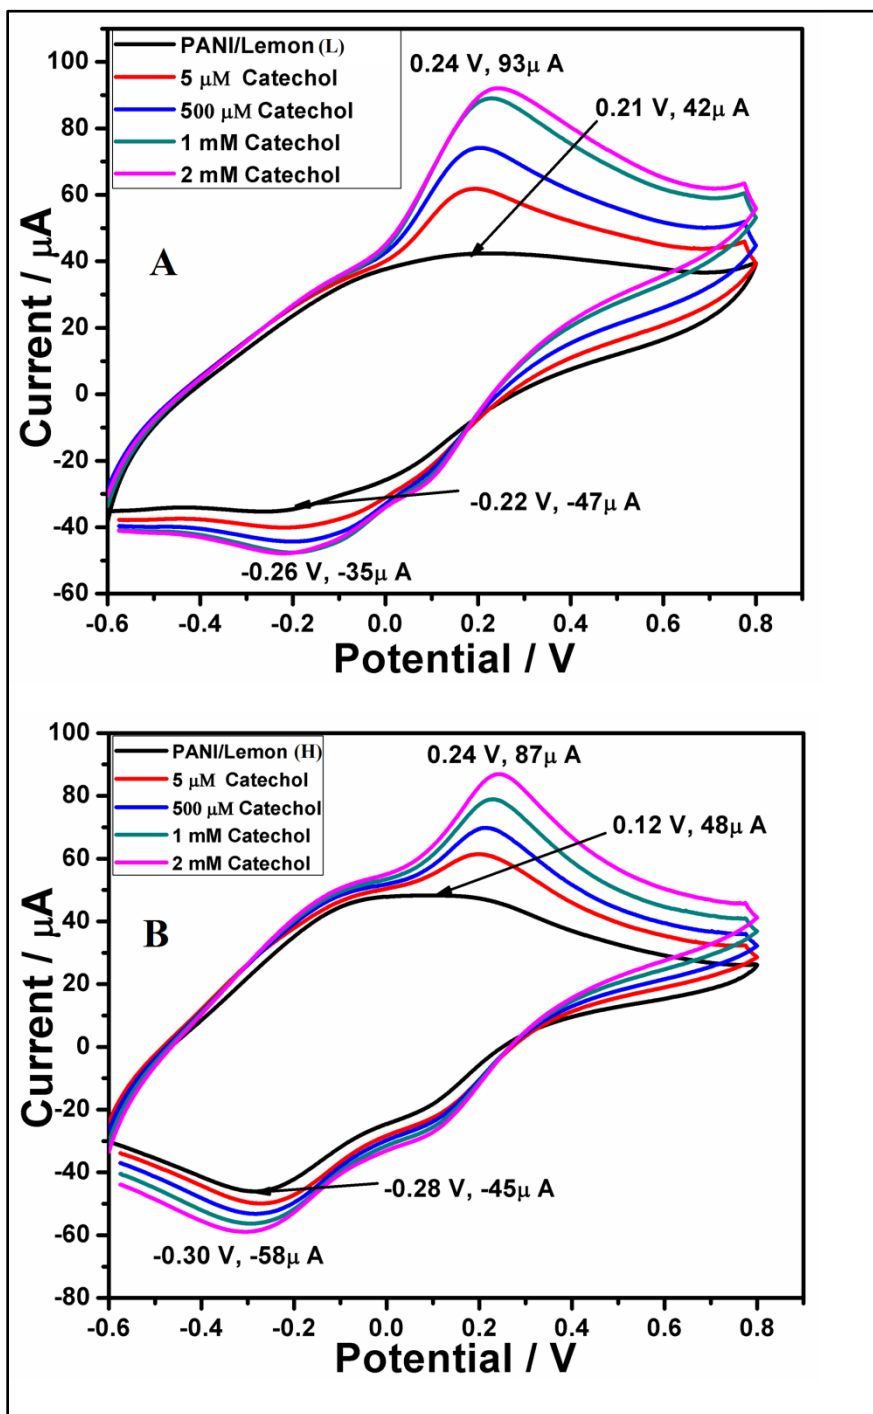 PANI/Lemon (L)
5 µM Catechol
500 µM Catechol
1 mM Catechol
2 mM Catechol
0.24 V, 93µ A
0.21 V, 42µ A
A
-0.22 V, -47µ A
-0.26 V, -35µ A
Current / µA
100
80
60
40
20
0
-20
-40
-60
-0.6 -0.4 -0.2 0.0 0.2 0.4 0.6 0.8
Potential / V
PANI/Lemon (H)
5 µM Catechol
500 µM Catechol
1 mM Catechol
2 mM Catechol
0.24 V, 87µ A
0.12 V, 48µ A
B
-0.28 V, -45µ A
-0.30 V, -58µ A
Current / µA
100
80
60
40
20
0
-20
-40
-60
-80
-0.6 -0.4 -0.2 0.0 0.2 0.4 0.6 0.8
Potential / V